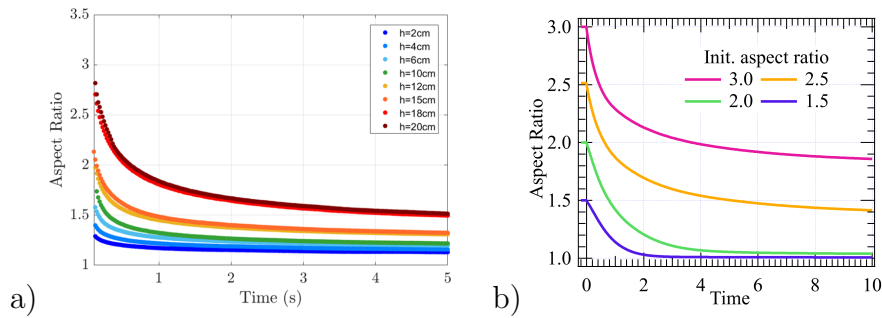 3.5
3
2.5
2
1.5
1
Aspect Ratio
h=2cm
h=4cm
h=6cm
h=10cm
h=12cm
h=15cm
h=18cm
h=20cm
1 2 3 4 5
Time (s)
a)
3.0
2.5
2.0
1.5
1.0
Aspect Ratio
Init. aspect ratio
3.0 2.5
2.0 1.5
0 2 4 6 8 10
Time
b)